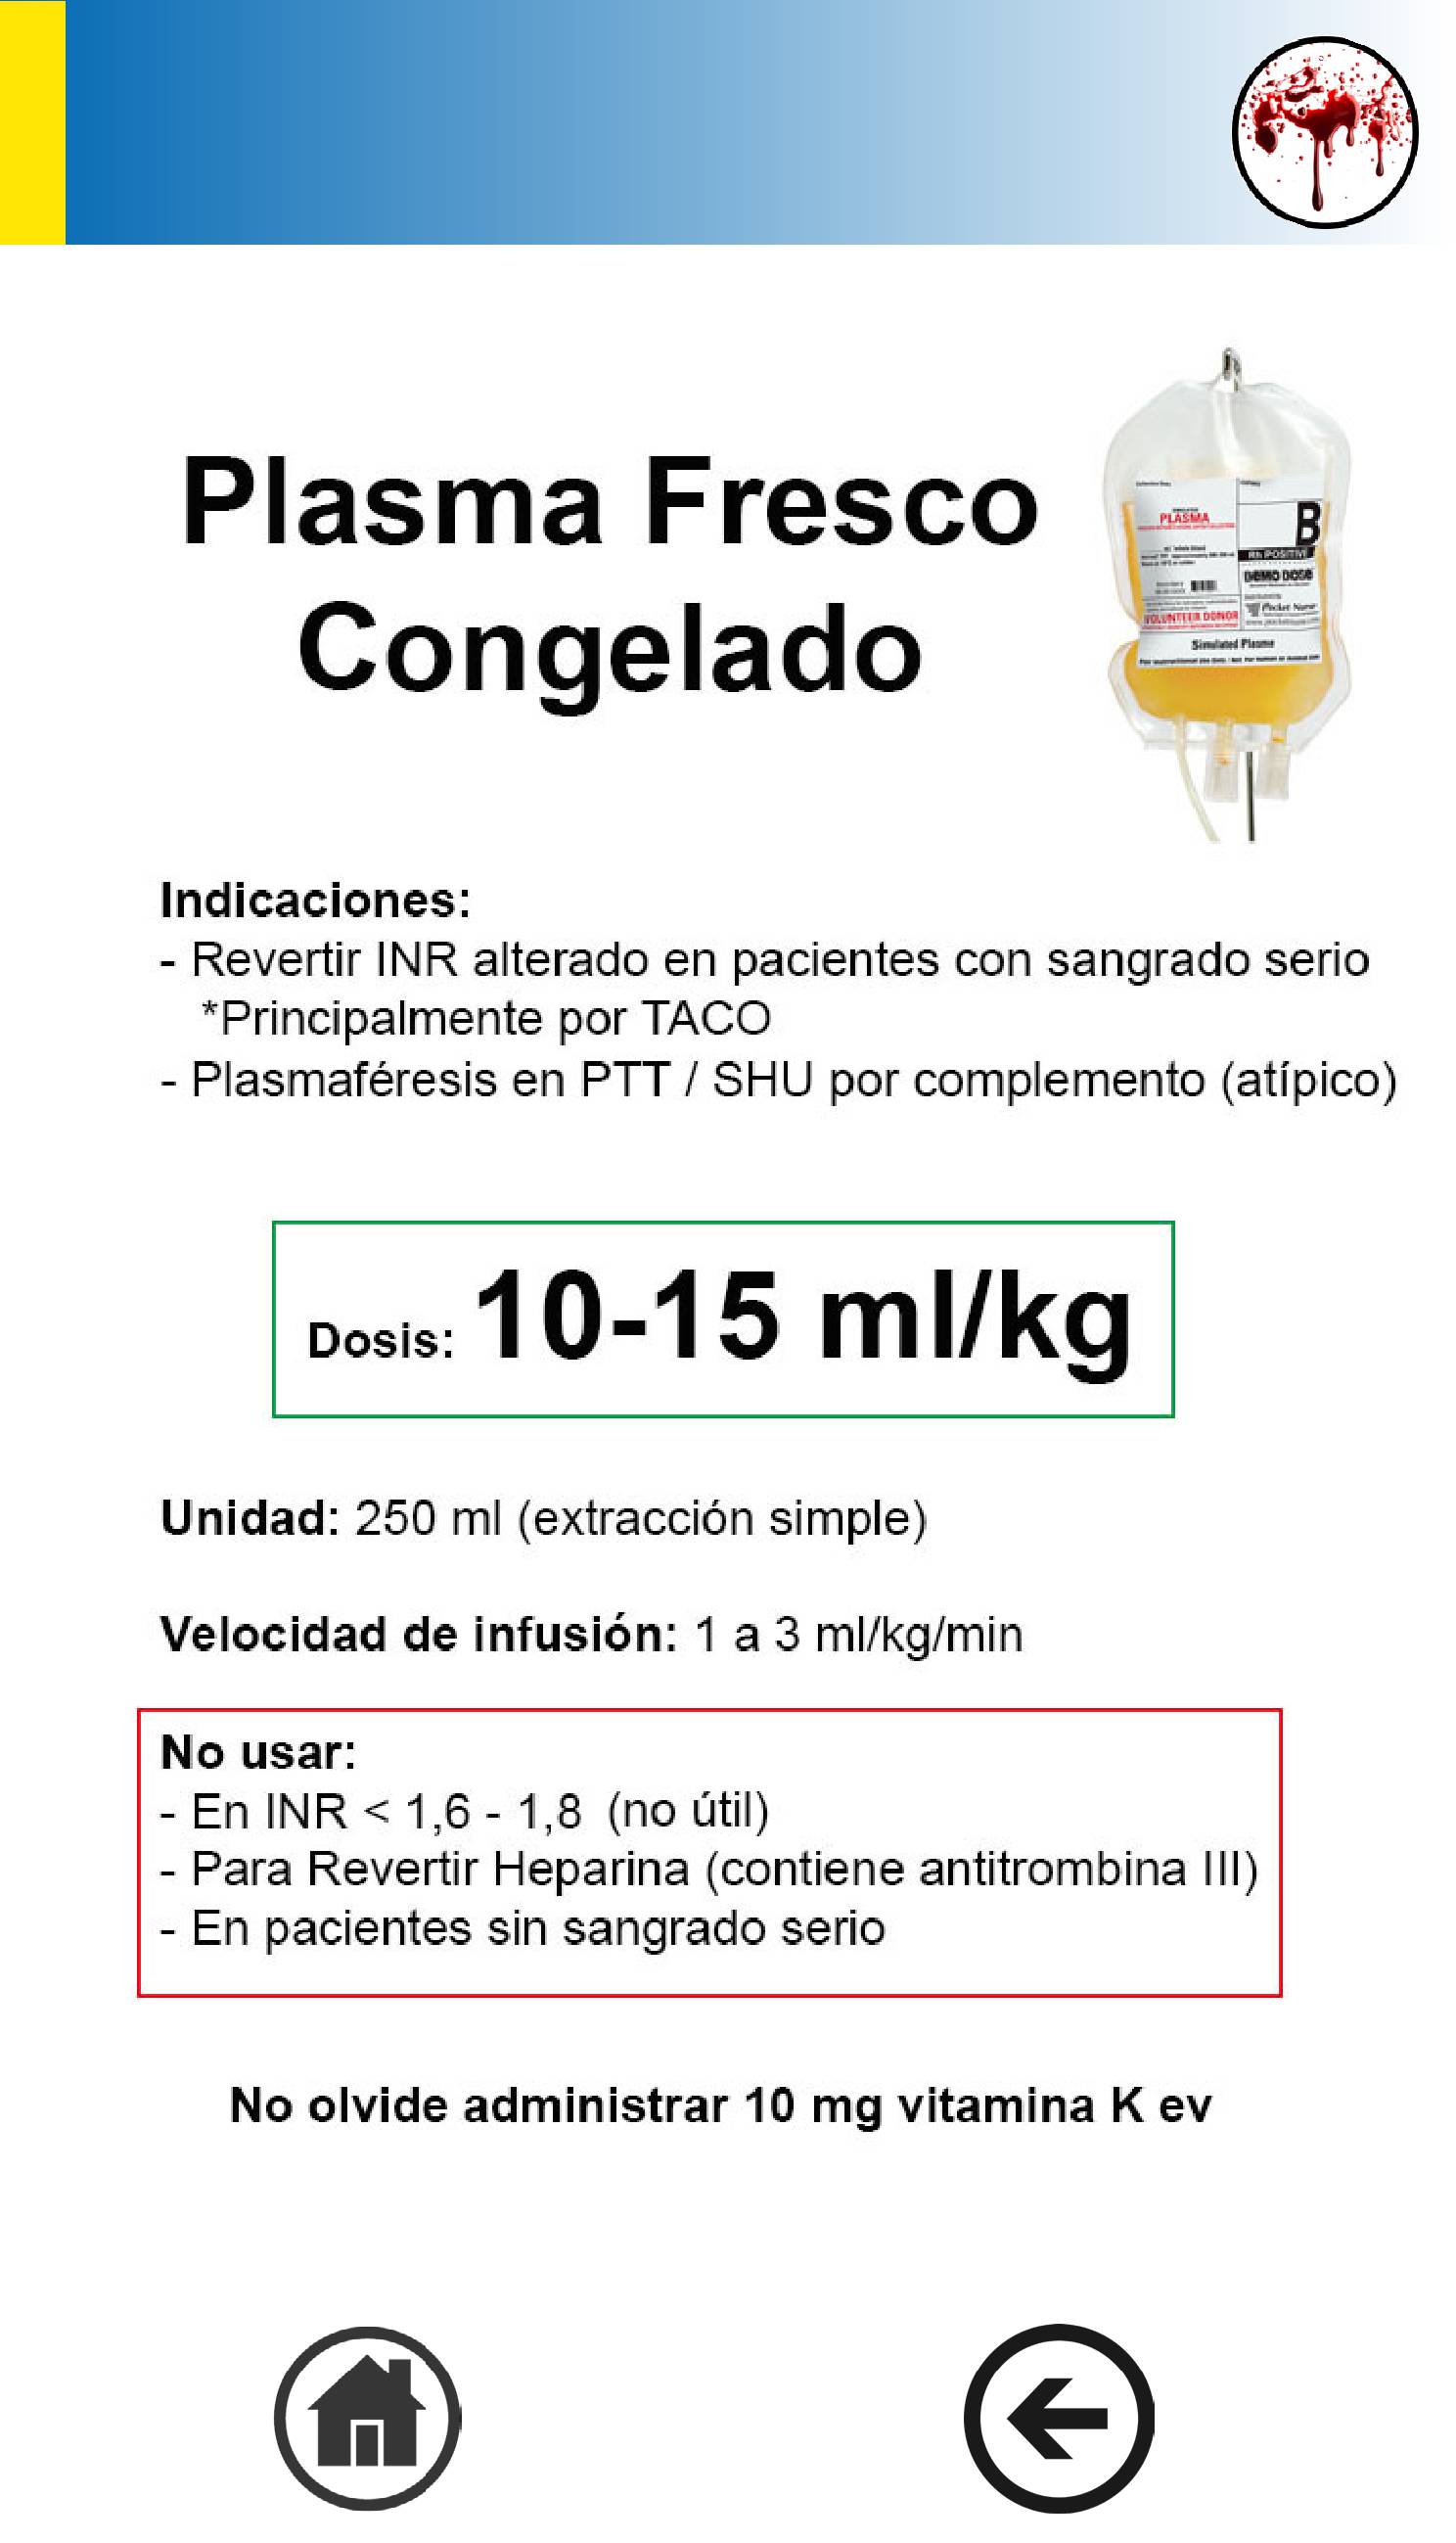 Plasma Fresco
Congelado
PLASMA
B
Rh POSITIVE
DEMO DOSE
Pocket Nurse
VOLUNTEER DONOR
Simulated Plasma
Indicaciones:
- Revertir INR alterado en pacientes con sangrado serio
*Principalmente por TACO
- Plasmaféresis en PTT / SHU por complemento (atípico)
Dosis: 10-15 ml/kg
Unidad: 250 ml (extracción simple)
Velocidad de infusión: 1 a 3 ml/kg/min
No usar:
- En INR < 1,6 - 1,8 (no útil)
- Para Revertir Heparina (contiene antitrombina III)
- En pacientes sin sangrado serio
No olvide administrar 10 mg vitamina K ev